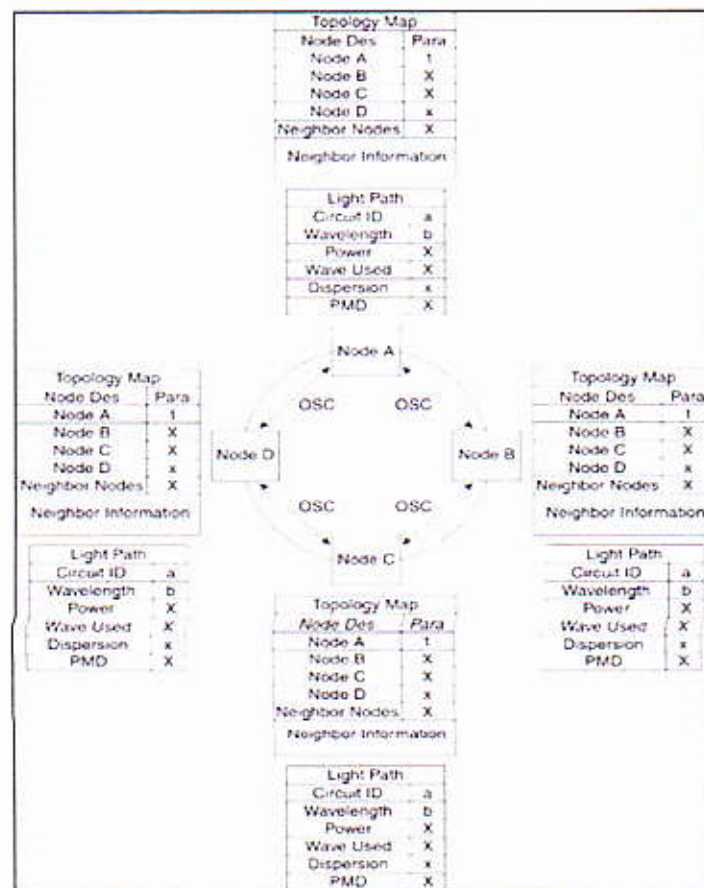 Topology Map
Node Des Para
Node A 1
Node B X
Node C X
Node D x
Neighbor Nodes X
Neighbor Information
Light Path
Circuit ID a
Wavelength b
Power X
Wave Used X
Dispersion x
PMD X
Node A
OSC OSC
Node D
Node B
OSC OSC
Node C
Topology Map
Node Des Para
Node A 1
Node B X
Node C X
Node D x
Neighbor Nodes X
Neighbor Information
Light Path
Circuit ID a
Wavelength b
Power X
Wave Used X
Dispersion x
PMD X
Topology Map
Node Des Para
Node A 1
Node B X
Node C X
Node D x
Neighbor Nodes X
Neighbor Information
Light Path
Circuit ID a
Wavelength b
Power X
Wave Used X
Dispersion x
PMD X
Topology Map
Node Des Para
Node A 1
Node B X
Node C X
Node D x
Neighbor Nodes X
Neighbor Information
Light Path
Circuit ID a
Wavelength b
Power X
Wave Used X
Dispersion x
PMD X